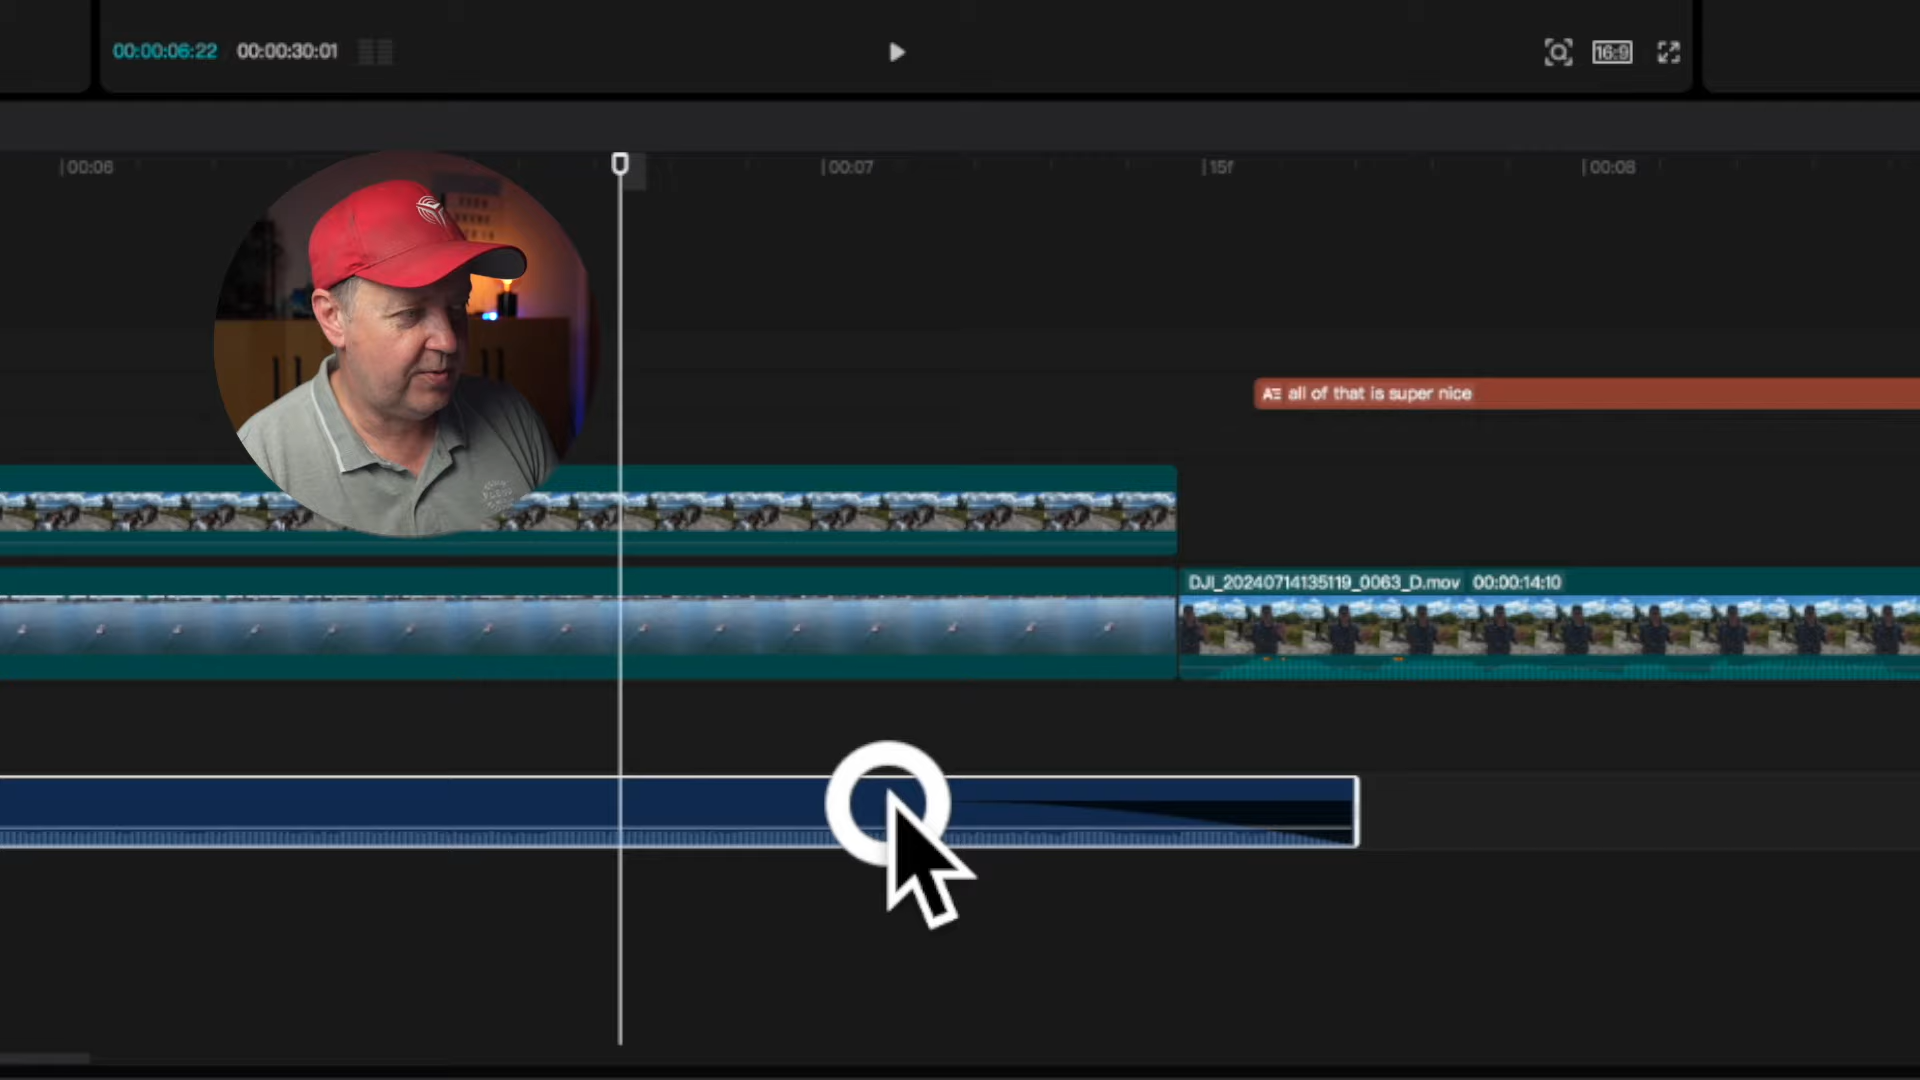 00:00:06:22 00:00:30:01
16:9
00:06
00:07
15f
00:08
AΞ all of that is super nice
DJI_20240714135119_0063_D.mov 00:00:14:10